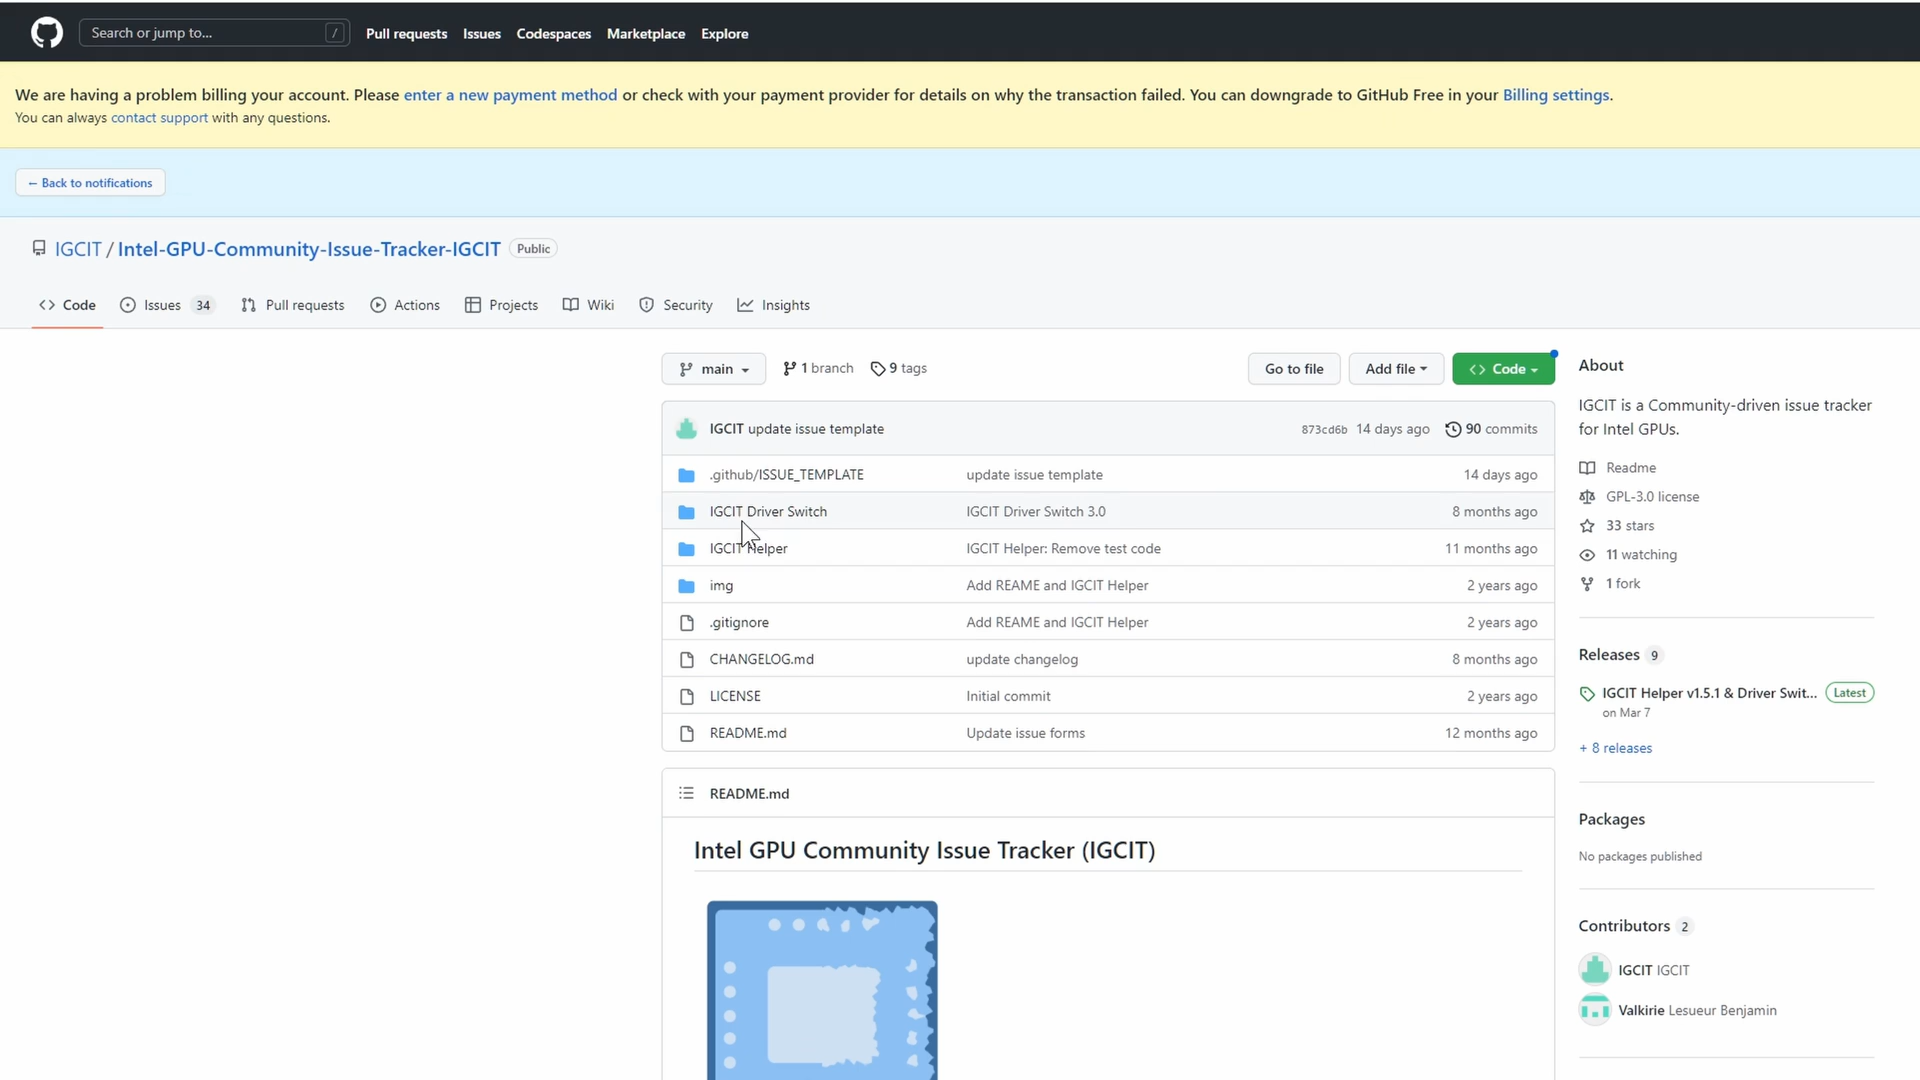 Search or jump to... / Pull requests Issues Codespaces Marketplace Explore
We are having a problem billing your account. Please enter a new payment method or check with your payment provider for details on why the transaction failed. You can downgrade to GitHub Free in your Billing settings.
You can always contact support with any questions.
← Back to notifications
IGCIT / Intel-GPU-Community-Issue-Tracker-IGCIT Public
Code Issues 34 Pull requests Actions Projects Wiki Security Insights
main 1 branch 9 tags Go to file Add file Code
IGCIT update issue template 873cd6b 14 days ago 90 commits
.github/ISSUE_TEMPLATE update issue template 14 days ago
IGCIT Driver Switch IGCIT Driver Switch 3.0 8 months ago
IGCIT Helper IGCIT Helper: Remove test code 11 months ago
img Add REAME and IGCIT Helper 2 years ago
.gitignore Add REAME and IGCIT Helper 2 years ago
CHANGELOG.md update changelog 8 months ago
LICENSE Initial commit 2 years ago
README.md Update issue forms 12 months ago
README.md
Intel GPU Community Issue Tracker (IGCIT)
About
IGCIT is a Community-driven issue tracker
for Intel GPUs.
Readme
GPL-3.0 license
33 stars
11 watching
1 fork
Releases 9
IGCIT Helper v1.5.1 & Driver Swit... Latest
on Mar 7
+ 8 releases
Packages
No packages published
Contributors 2
IGCIT IGCIT
Valkirie Lesueur Benjamin